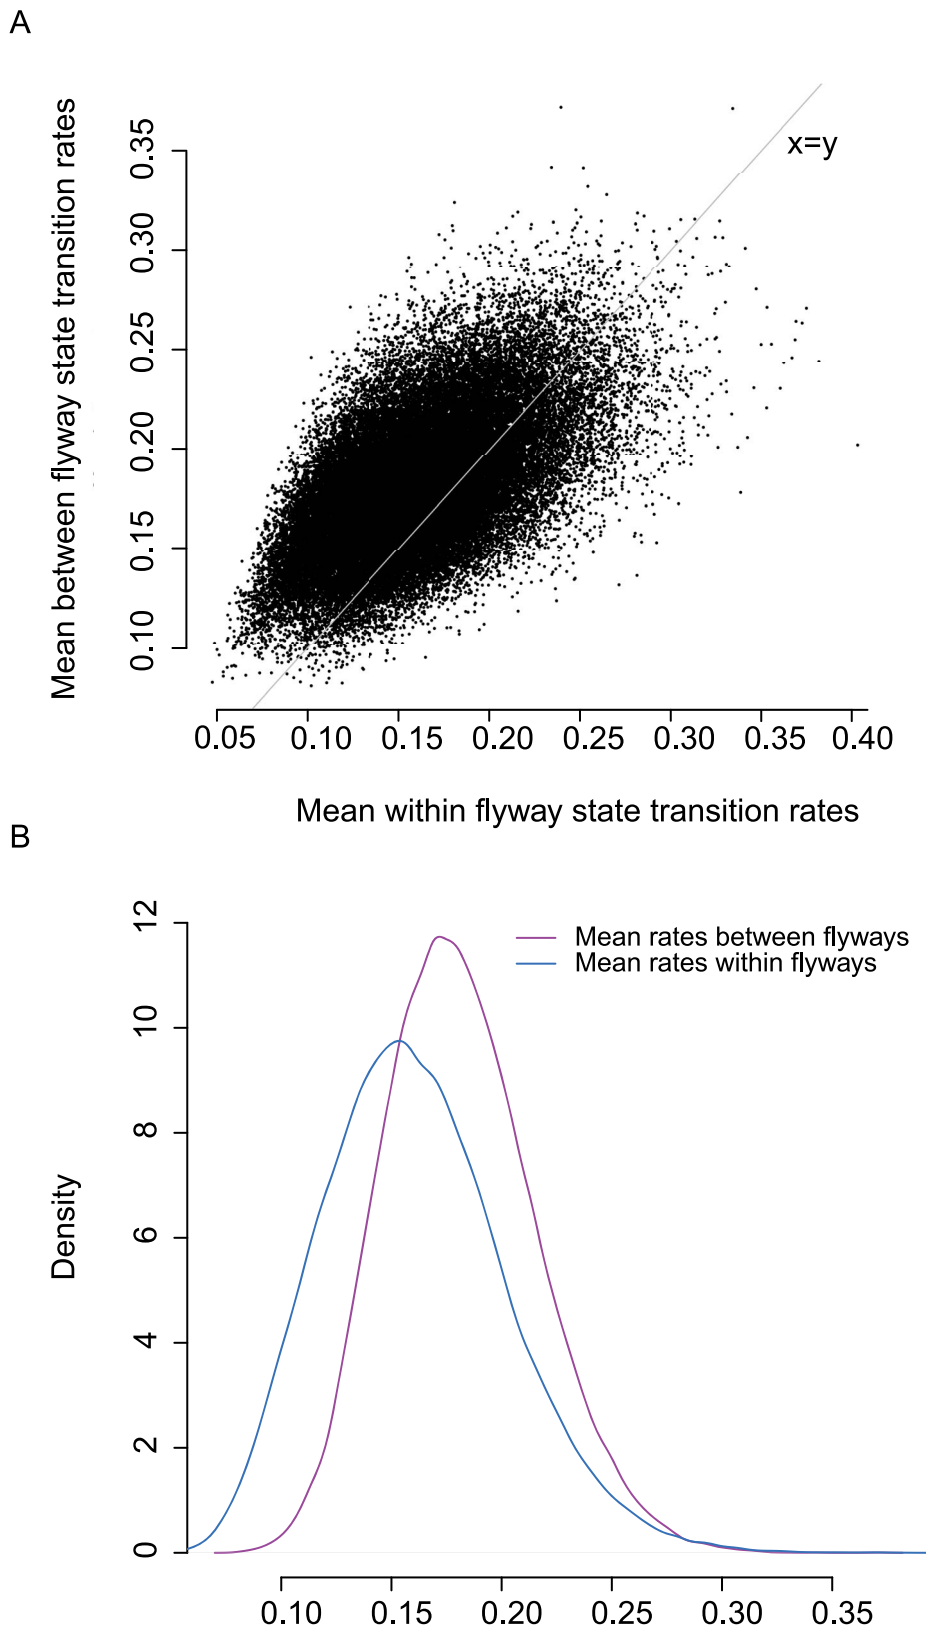 A
Mean between flyway state transition rates
0.35
0.30
0.25
0.20
0.15
0.10
x=y
0.05 0.10 0.15 0.20 0.25 0.30 0.35 0.40
Mean within flyway state transition rates
B
Density
12
10
8
6
4
2
0
Mean rates between flyways
Mean rates within flyways
0.10 0.15 0.20 0.25 0.30 0.35